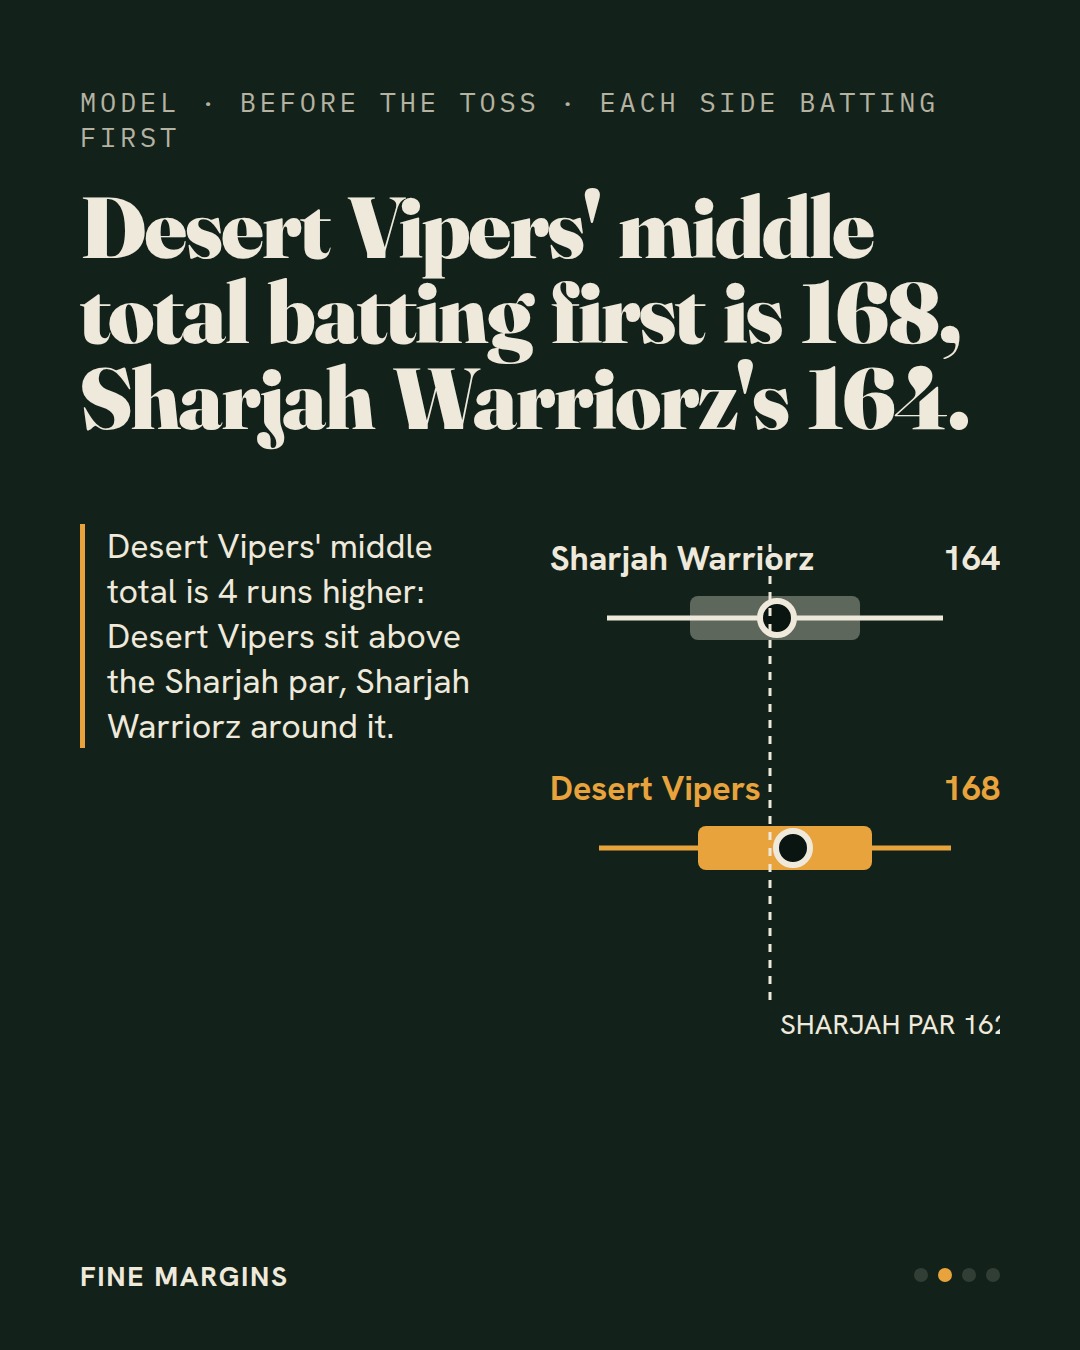 MODEL · BEFORE THE TOSS · EACH SIDE BATTING
FIRST
Desert Vipers' middle
total batting first is 168,
Sharjah Warriorz's 164.
Desert Vipers' middle
total is 4 runs higher:
Desert Vipers sit above
the Sharjah par, Sharjah
Warriorz around it.
Sharjah Warriorz 164
Desert Vipers 168
SHARJAH PAR 162
FINE MARGINS